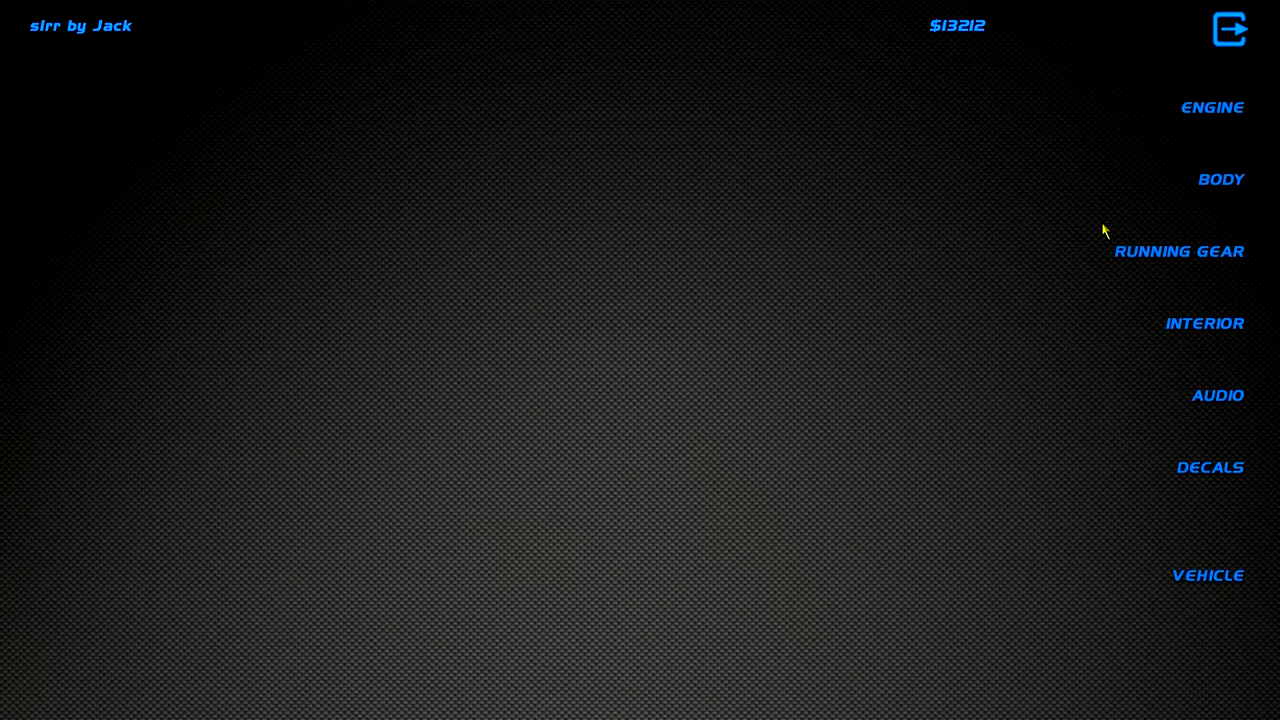 slrr by Jack
$13212
ENGINE
BODY
RUNNING GEAR
INTERIOR
AUDIO
DECALS
VEHICLE